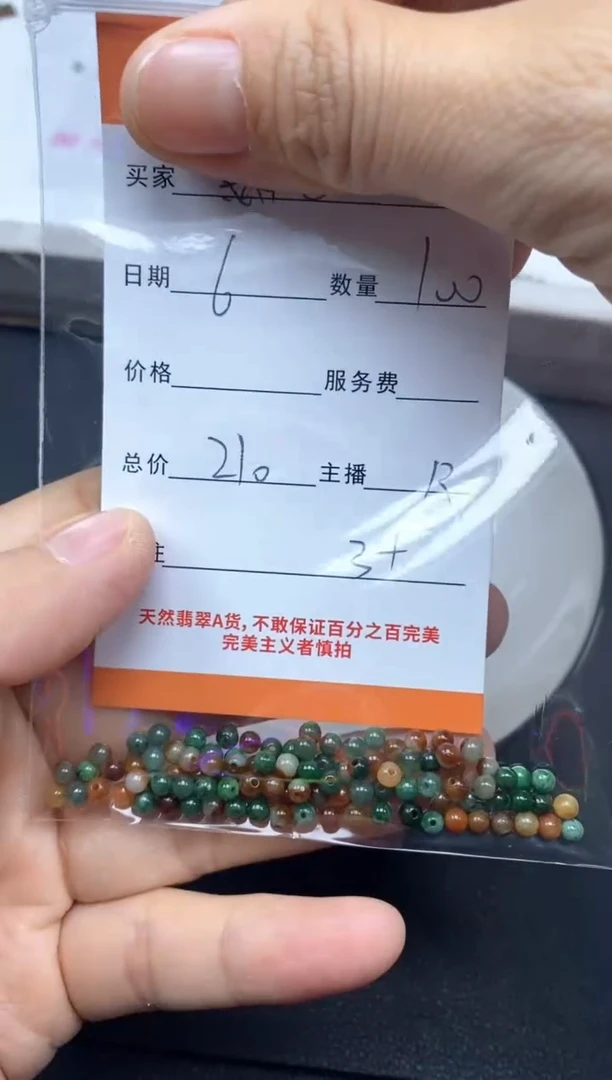 买家
日期 6 数量 100
价格 服务费
总价 210 主播 R
注 3+
天然翡翠A货,不敢保证百分之百完美
完美主义者慎拍